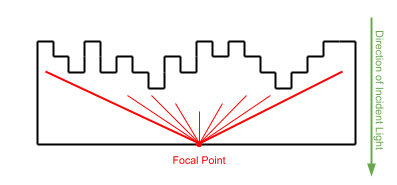 Direction of Incident Light
Focal Point